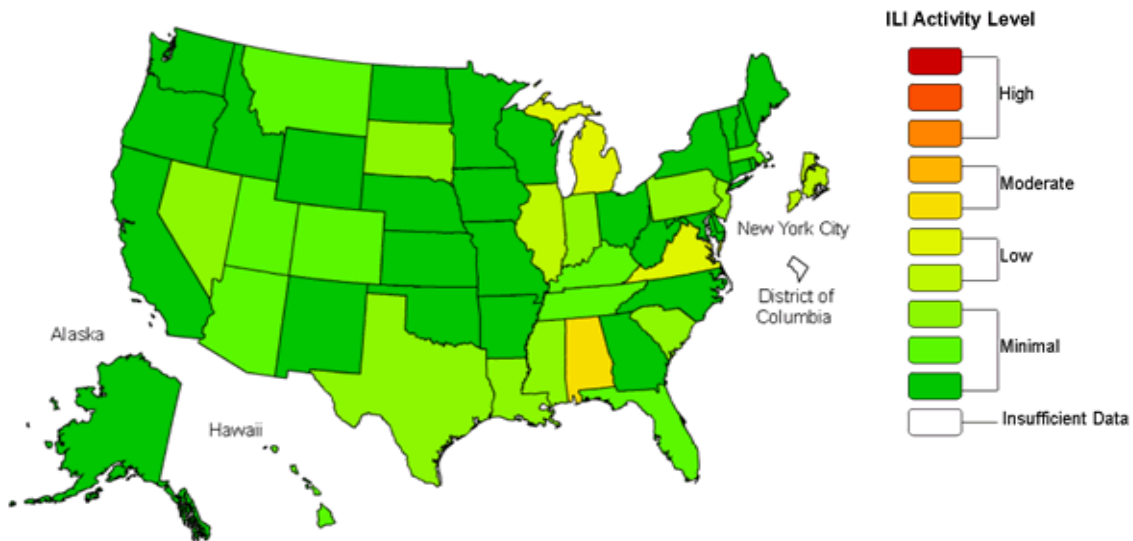 ILI Activity Level
High
Moderate
Low
Minimal
Insufficient Data
New York City
District of
Columbia
Alaska
Hawaii